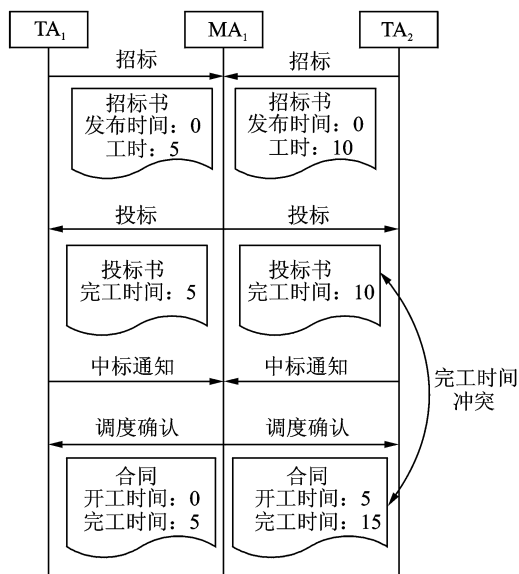 TA₁ MA₁ TA₂
招标 招标
招标书
发布时间：0
工时：5
招标书
发布时间：0
工时：10
投标 投标
投标书
完工时间：5
投标书
完工时间：10
中标通知 中标通知
完工时间
冲突
调度确认 调度确认
合同
开工时间：0
完工时间：5
合同
开工时间：5
完工时间：15